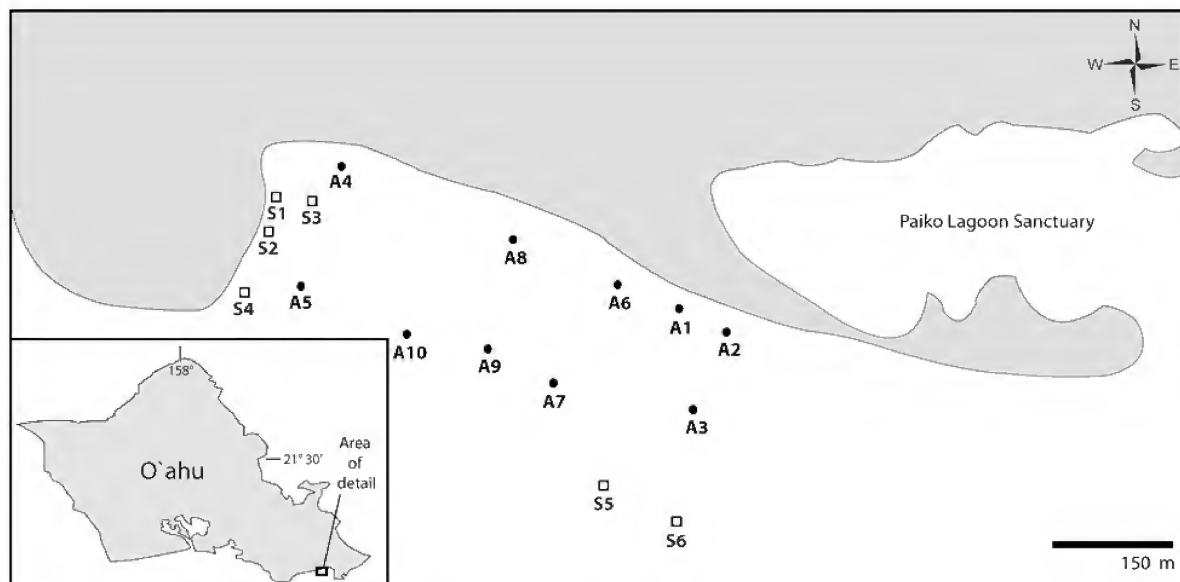 N
W E
S
A4
S1 S3
S2
Paiko Lagoon Sanctuary
A8
S4 A5 A6
A1
A2
A10 A9
A7
A3
158°
21° 30'
Area
of
detail
O`ahu
S5
S6
150 m